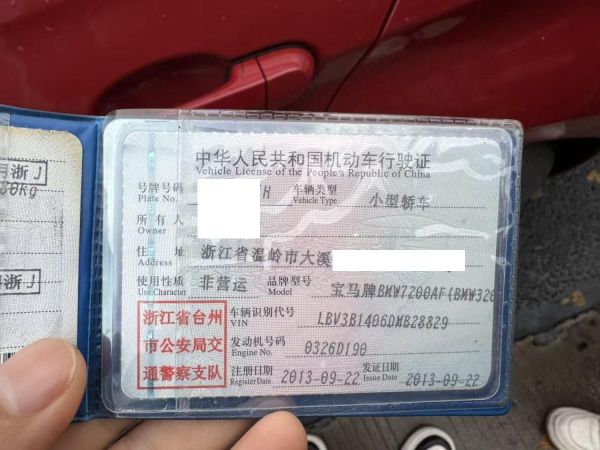 中华人民共和国机动车行驶证
Vehicle License of the People's Republic of China
号牌号码 H 车辆类型 小型轿车
Plate No. Vehicle Type
所有人
Owner
住址 浙江省温岭市大溪
Address
使用性质 非营运 品牌型号 宝马牌BMW7200AF(BMW320
Use Character Model
浙江省台州
市公安局交
通警察支队
车辆识别代号 LBV3B1406DMB28829
VIN
发动机号码 0326D190
Engine No.
注册日期 2013-09-22 发证日期 2013-09-22
Register Date Issue Date
浙J
80kg
浙J